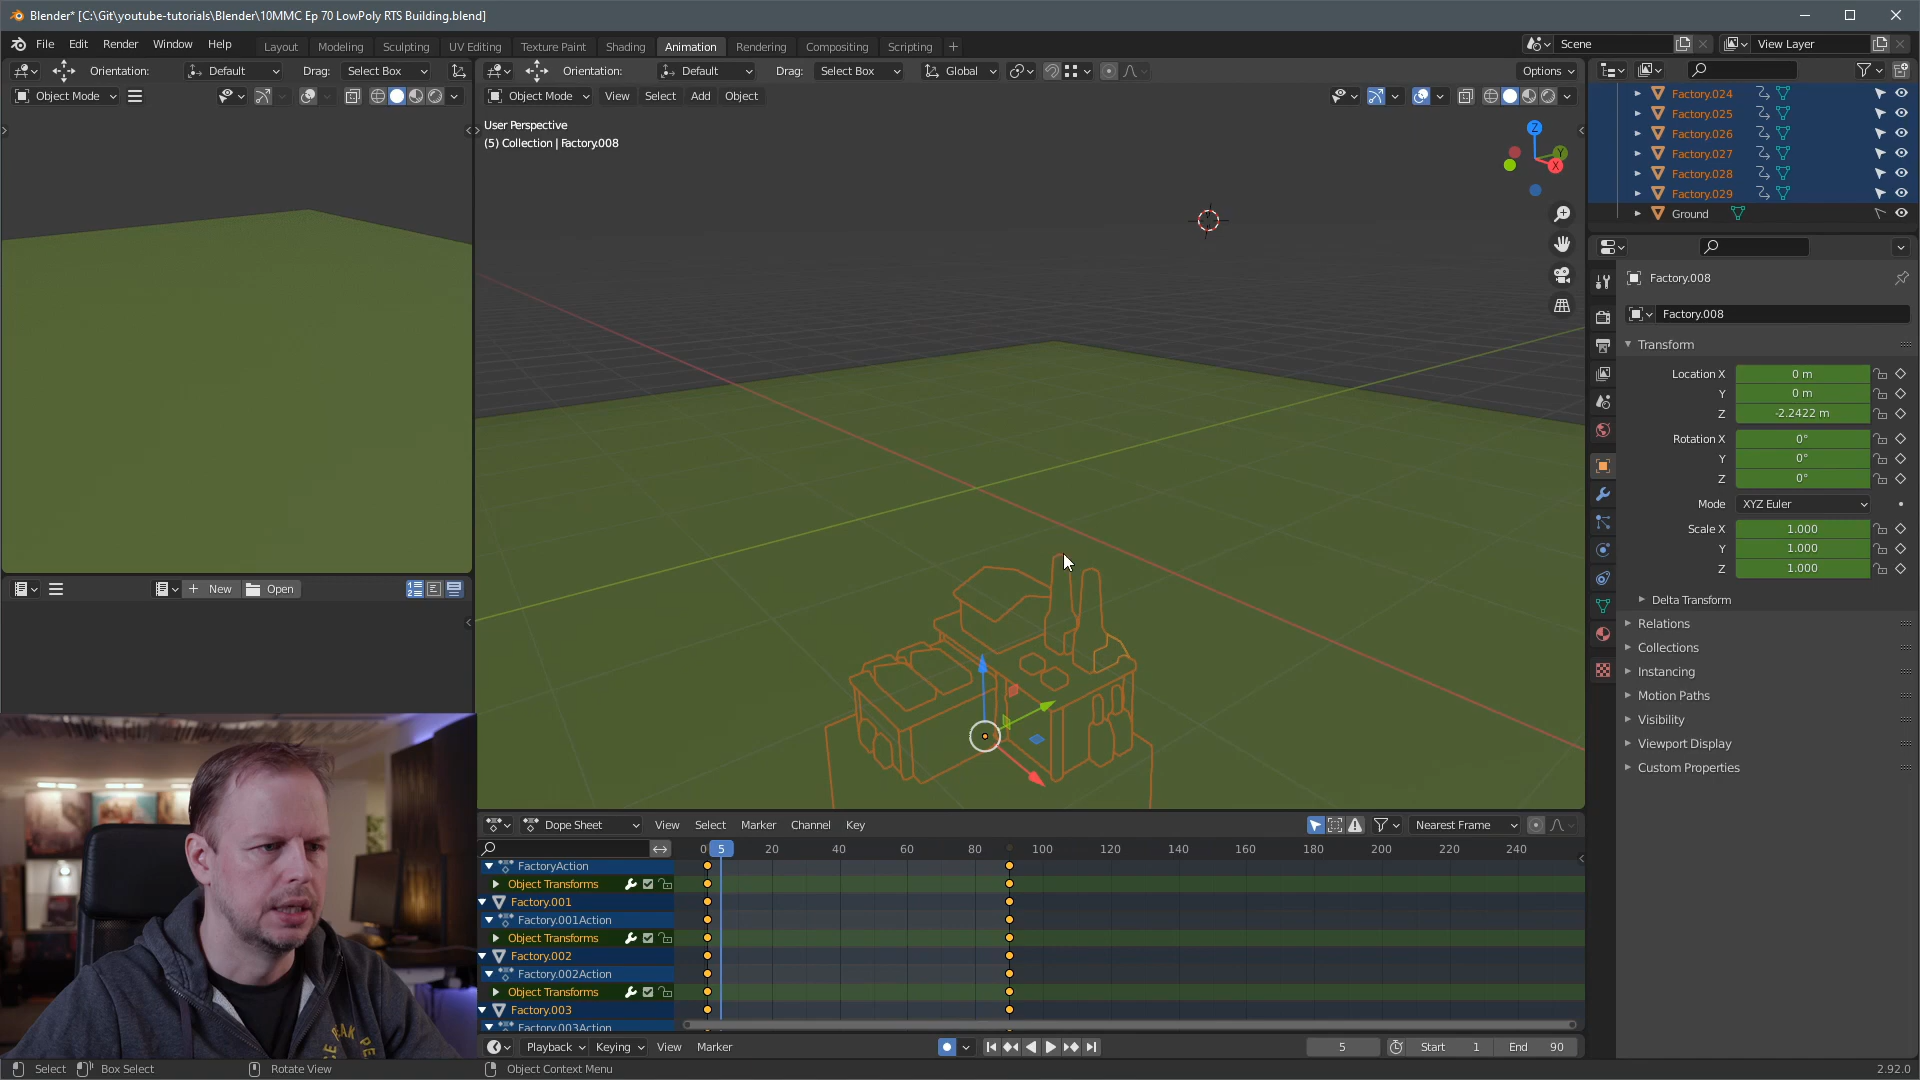 Blender* [C:\Git\youtube-tutorials\Blender\10MMC Ep 70 LowPoly RTS Building.blend]
File Edit Render Window Help Layout Modeling Sculpting UV Editing Texture Paint Shading Animation Rendering Compositing Scripting Scene View Layer
Orientation: Default Drag: Select Box Orientation: Default Drag: Select Box Global Options
Object Mode Object Mode View Select Add Object
Factory.024
Factory.025
Factory.026
Factory.027
Factory.028
Factory.029
Ground
User Perspective
(5) Collection | Factory.008
Z
Y
X
Factory.008
Factory.008
Transform
Location X 0 m
Y 0 m
Z -2.2422 m
Rotation X 0°
Y 0°
Z 0°
Mode XYZ Euler
Scale X 1.000
Y 1.000
Z 1.000
Delta Transform
Relations
Collections
Instancing
Motion Paths
Visibility
Viewport Display
Custom Properties
New Open
Dope Sheet View Select Marker Channel Key Nearest Frame
0 5 20 40 60 80 100 120 140 160 180 200 220 240
FactoryAction
Object Transforms
Factory.001
Factory.001Action
Object Transforms
Factory.002
Factory.002Action
Object Transforms
Factory.003
Factory.003Action
Playback Keying View Marker 5 Start 1 End 90
Select Box Select Rotate View Object Context Menu 2.92.0